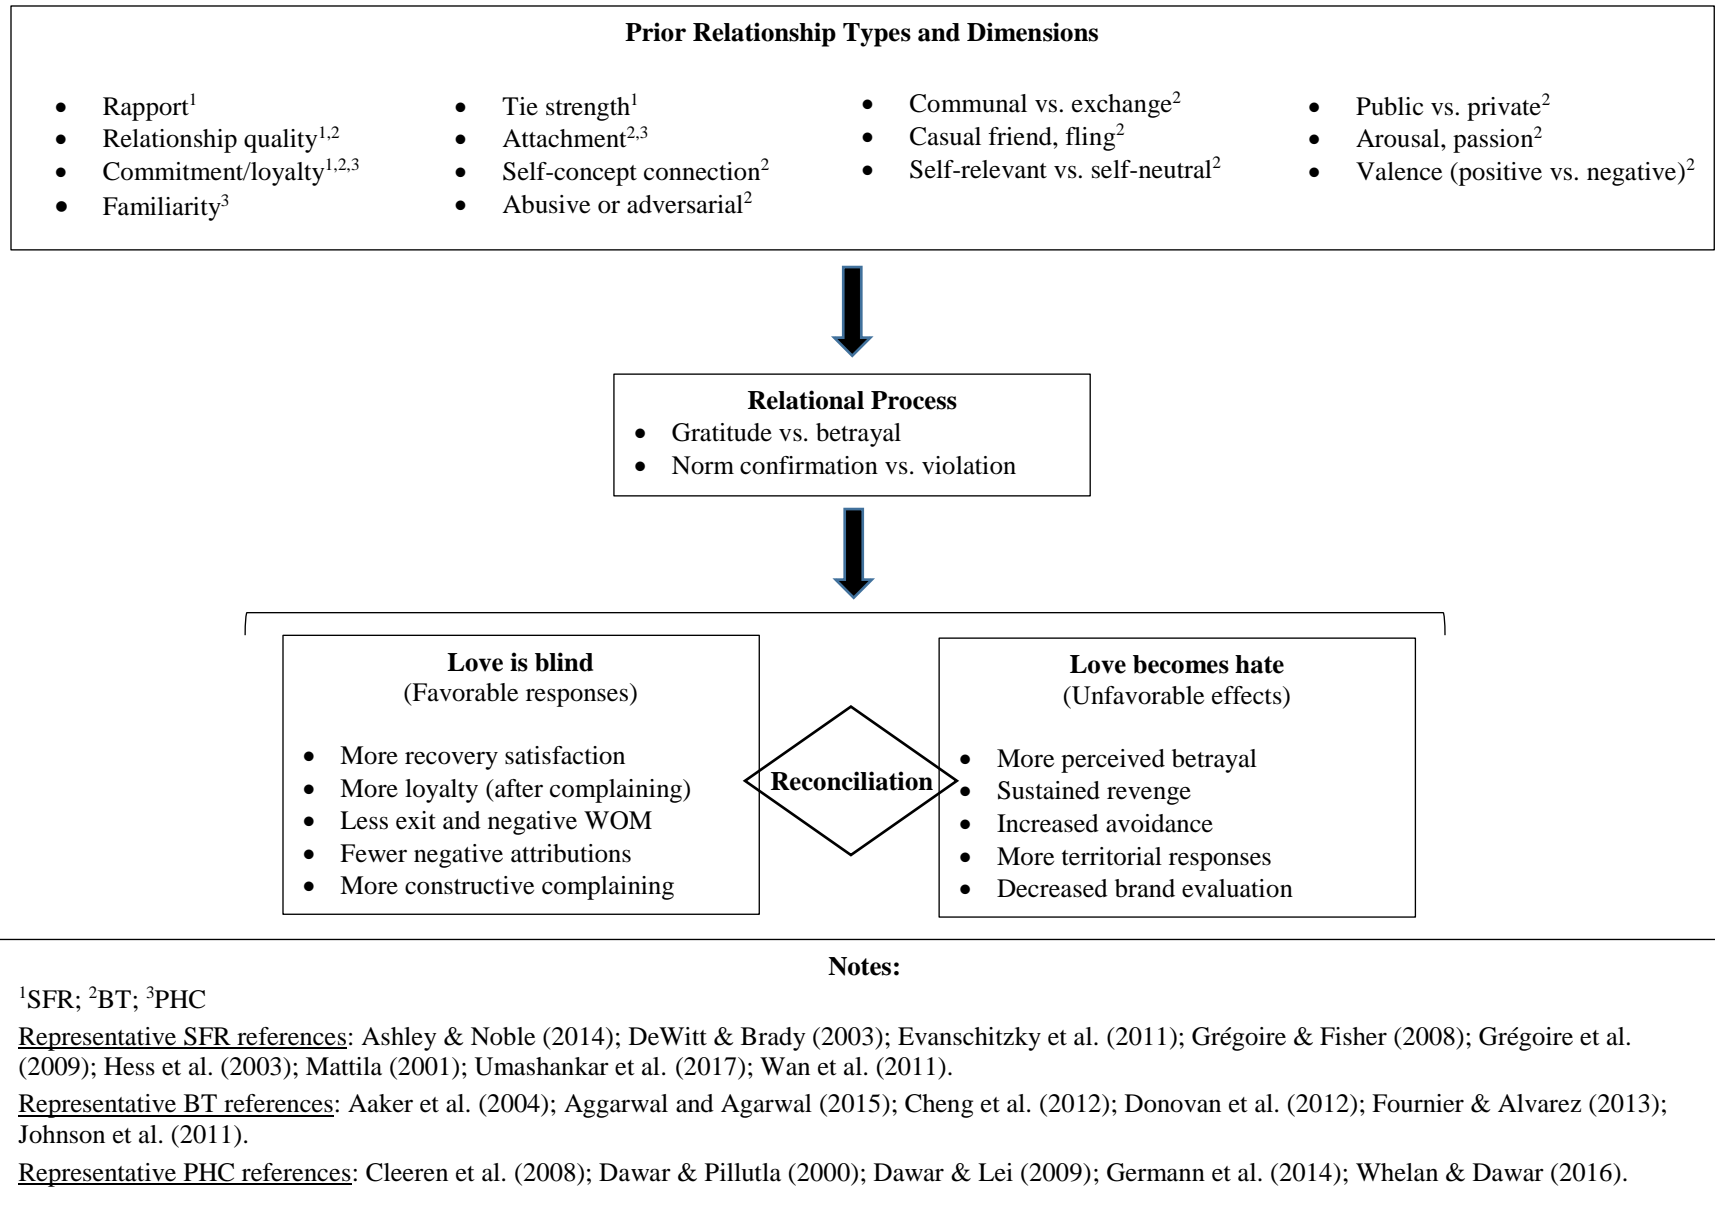 Prior Relationship Types and Dimensions
• Rapport¹
• Relationship quality¹,²
• Commitment/loyalty¹,²,³
• Familiarity³
• Tie strength¹
• Attachment²,³
• Self-concept connection²
• Abusive or adversarial²
• Communal vs. exchange²
• Casual friend, fling²
• Self-relevant vs. self-neutral²
• Public vs. private²
• Arousal, passion²
• Valence (positive vs. negative)²
Relational Process
• Gratitude vs. betrayal
• Norm confirmation vs. violation
Love is blind
(Favorable responses)
• More recovery satisfaction
• More loyalty (after complaining)
• Less exit and negative WOM
• Fewer negative attributions
• More constructive complaining
Reconciliation
Love becomes hate
(Unfavorable effects)
• More perceived betrayal
• Sustained revenge
• Increased avoidance
• More territorial responses
• Decreased brand evaluation
Notes:
¹SFR; ²BT; ³PHC
Representative SFR references: Ashley & Noble (2014); DeWitt & Brady (2003); Evanschitzky et al. (2011); Grégoire & Fisher (2008); Grégoire et al.
(2009); Hess et al. (2003); Mattila (2001); Umashankar et al. (2017); Wan et al. (2011).
Representative BT references: Aaker et al. (2004); Aggarwal and Agarwal (2015); Cheng et al. (2012); Donovan et al. (2012); Fournier & Alvarez (2013);
Johnson et al. (2011).
Representative PHC references: Cleeren et al. (2008); Dawar & Pillutla (2000); Dawar & Lei (2009); Germann et al. (2014); Whelan & Dawar (2016).